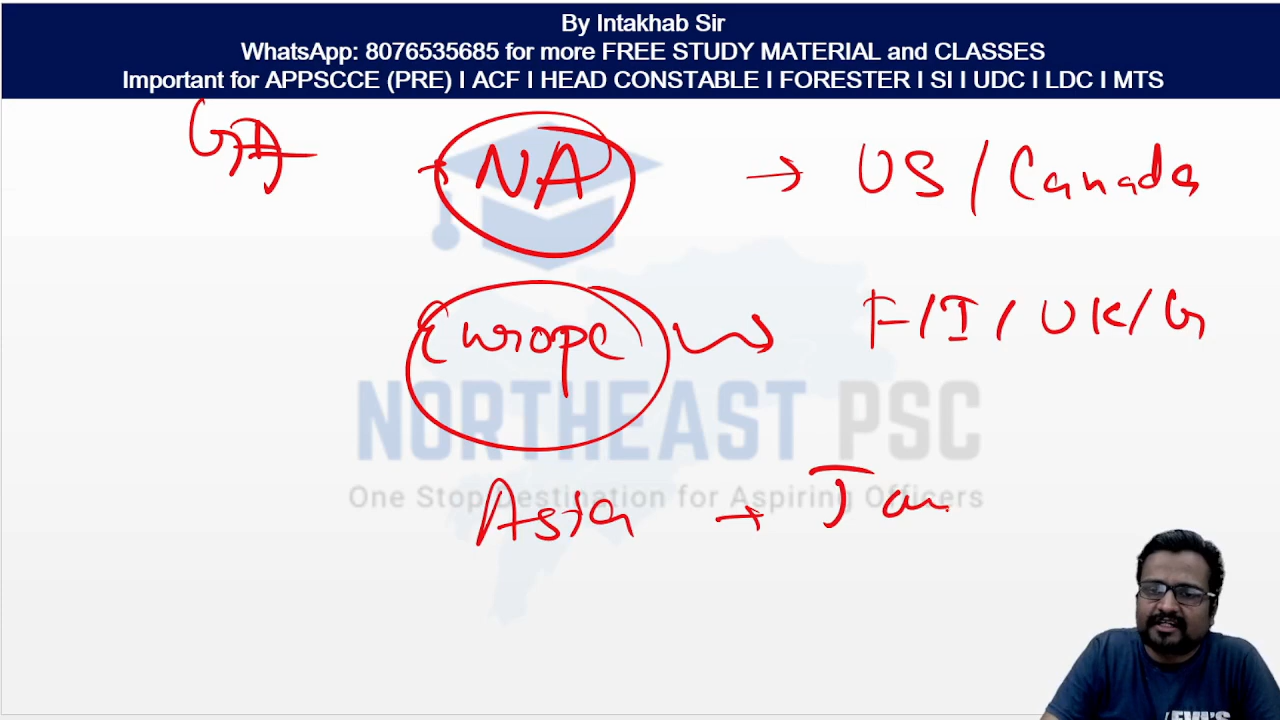 By Intakhab Sir
WhatsApp: 8076535685 for more FREE STUDY MATERIAL and CLASSES
Important for APPSCCE (PRE) I ACF I HEAD CONSTABLE I FORESTER I SI I UDC I LDC I MTS
→ NA → US / Canada
Europe → F/I/UK/G
NORTHEAST PSC
One Stop Destination for Aspiring Officers
Asia →